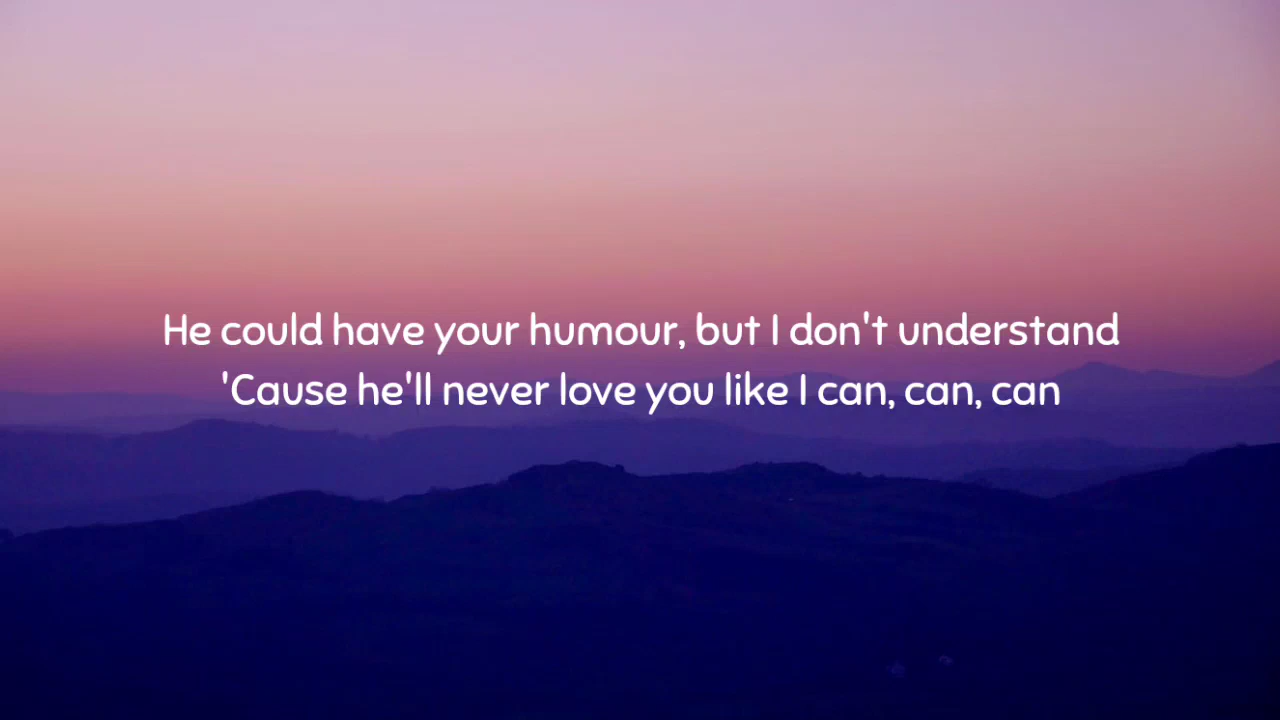 He could have your humour, but I don't understand
'Cause he'll never love you like I can, can, can